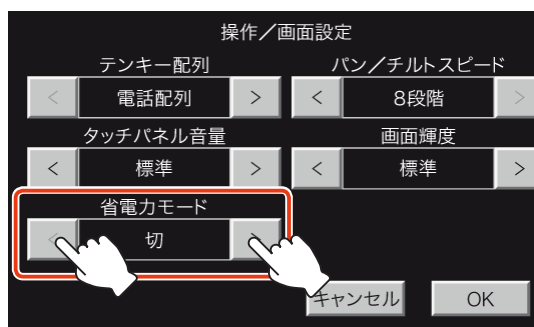 操作／画面設定
テンキー配列 パン／チルトスピード
< 電話配列 > < 8段階 >
タッチパネル音量 画面輝度
< 標準 > < 標準 >
省電力モード
< 切 >
キャンセル OK